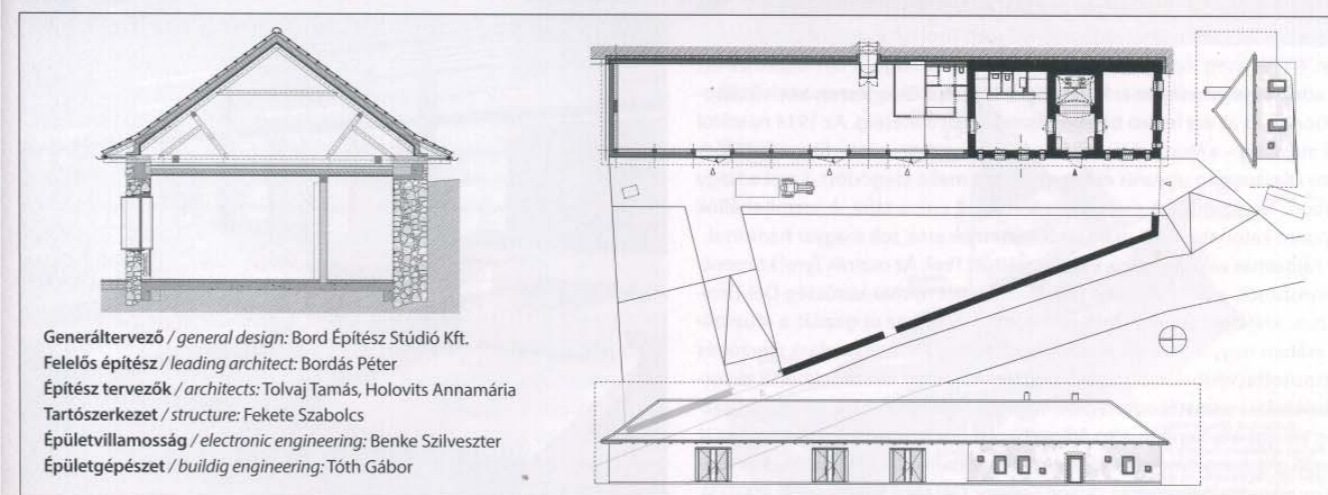 Generáltervező / general design: Bord Építész Stúdió Kft.
Felelős építész / leading architect: Bordás Péter
Építész tervezők / architects: Tolvaj Tamás, Holovits Annamária
Tartószerkezet / structure: Fekete Szabolcs
Épületvillamosság / electronic engineering: Benke Szilveszter
Épületgépészet / buildig engineering: Tóth Gábor